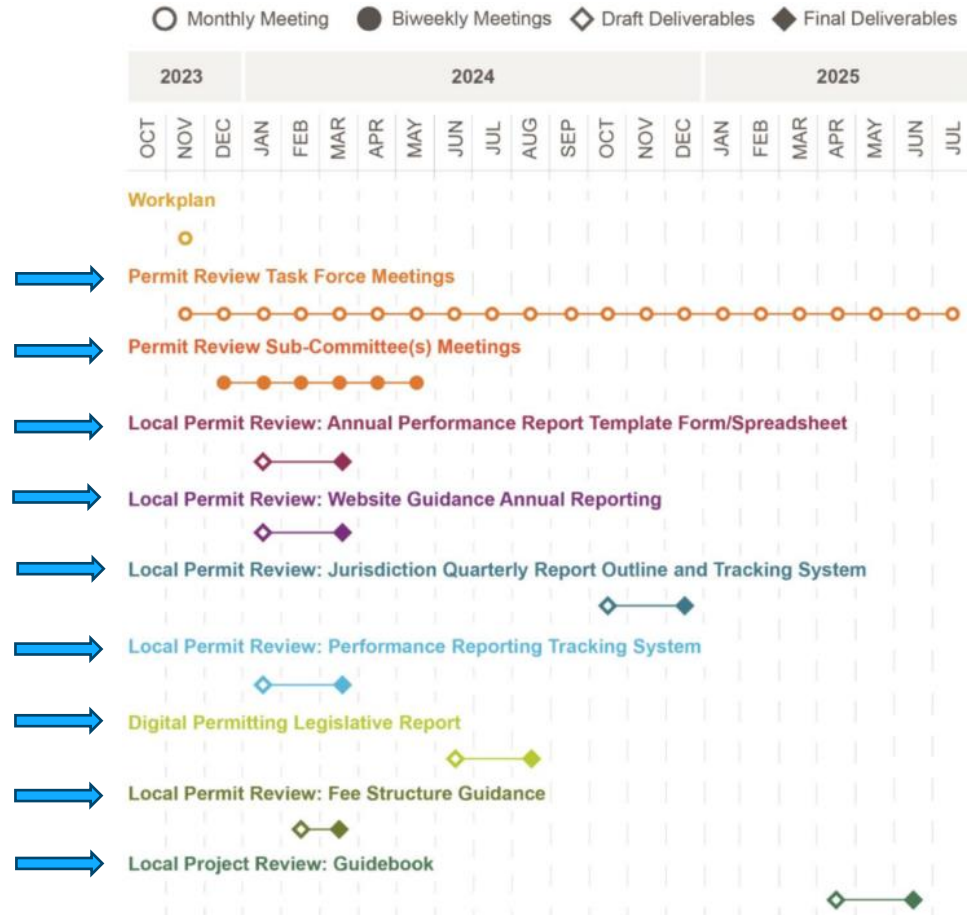 Monthly Meeting Biweekly Meetings Draft Deliverables Final Deliverables
2023 2024 2025
OCT NOV DEC JAN FEB MAR APR MAY JUN JUL AUG SEP OCT NOV DEC JAN FEB MAR APR MAY JUN JUL
Workplan
Permit Review Task Force Meetings
Permit Review Sub-Committee(s) Meetings
Local Permit Review: Annual Performance Report Template Form/Spreadsheet
Local Permit Review: Website Guidance Annual Reporting
Local Permit Review: Jurisdiction Quarterly Report Outline and Tracking System
Local Permit Review: Performance Reporting Tracking System
Digital Permitting Legislative Report
Local Permit Review: Fee Structure Guidance
Local Project Review: Guidebook